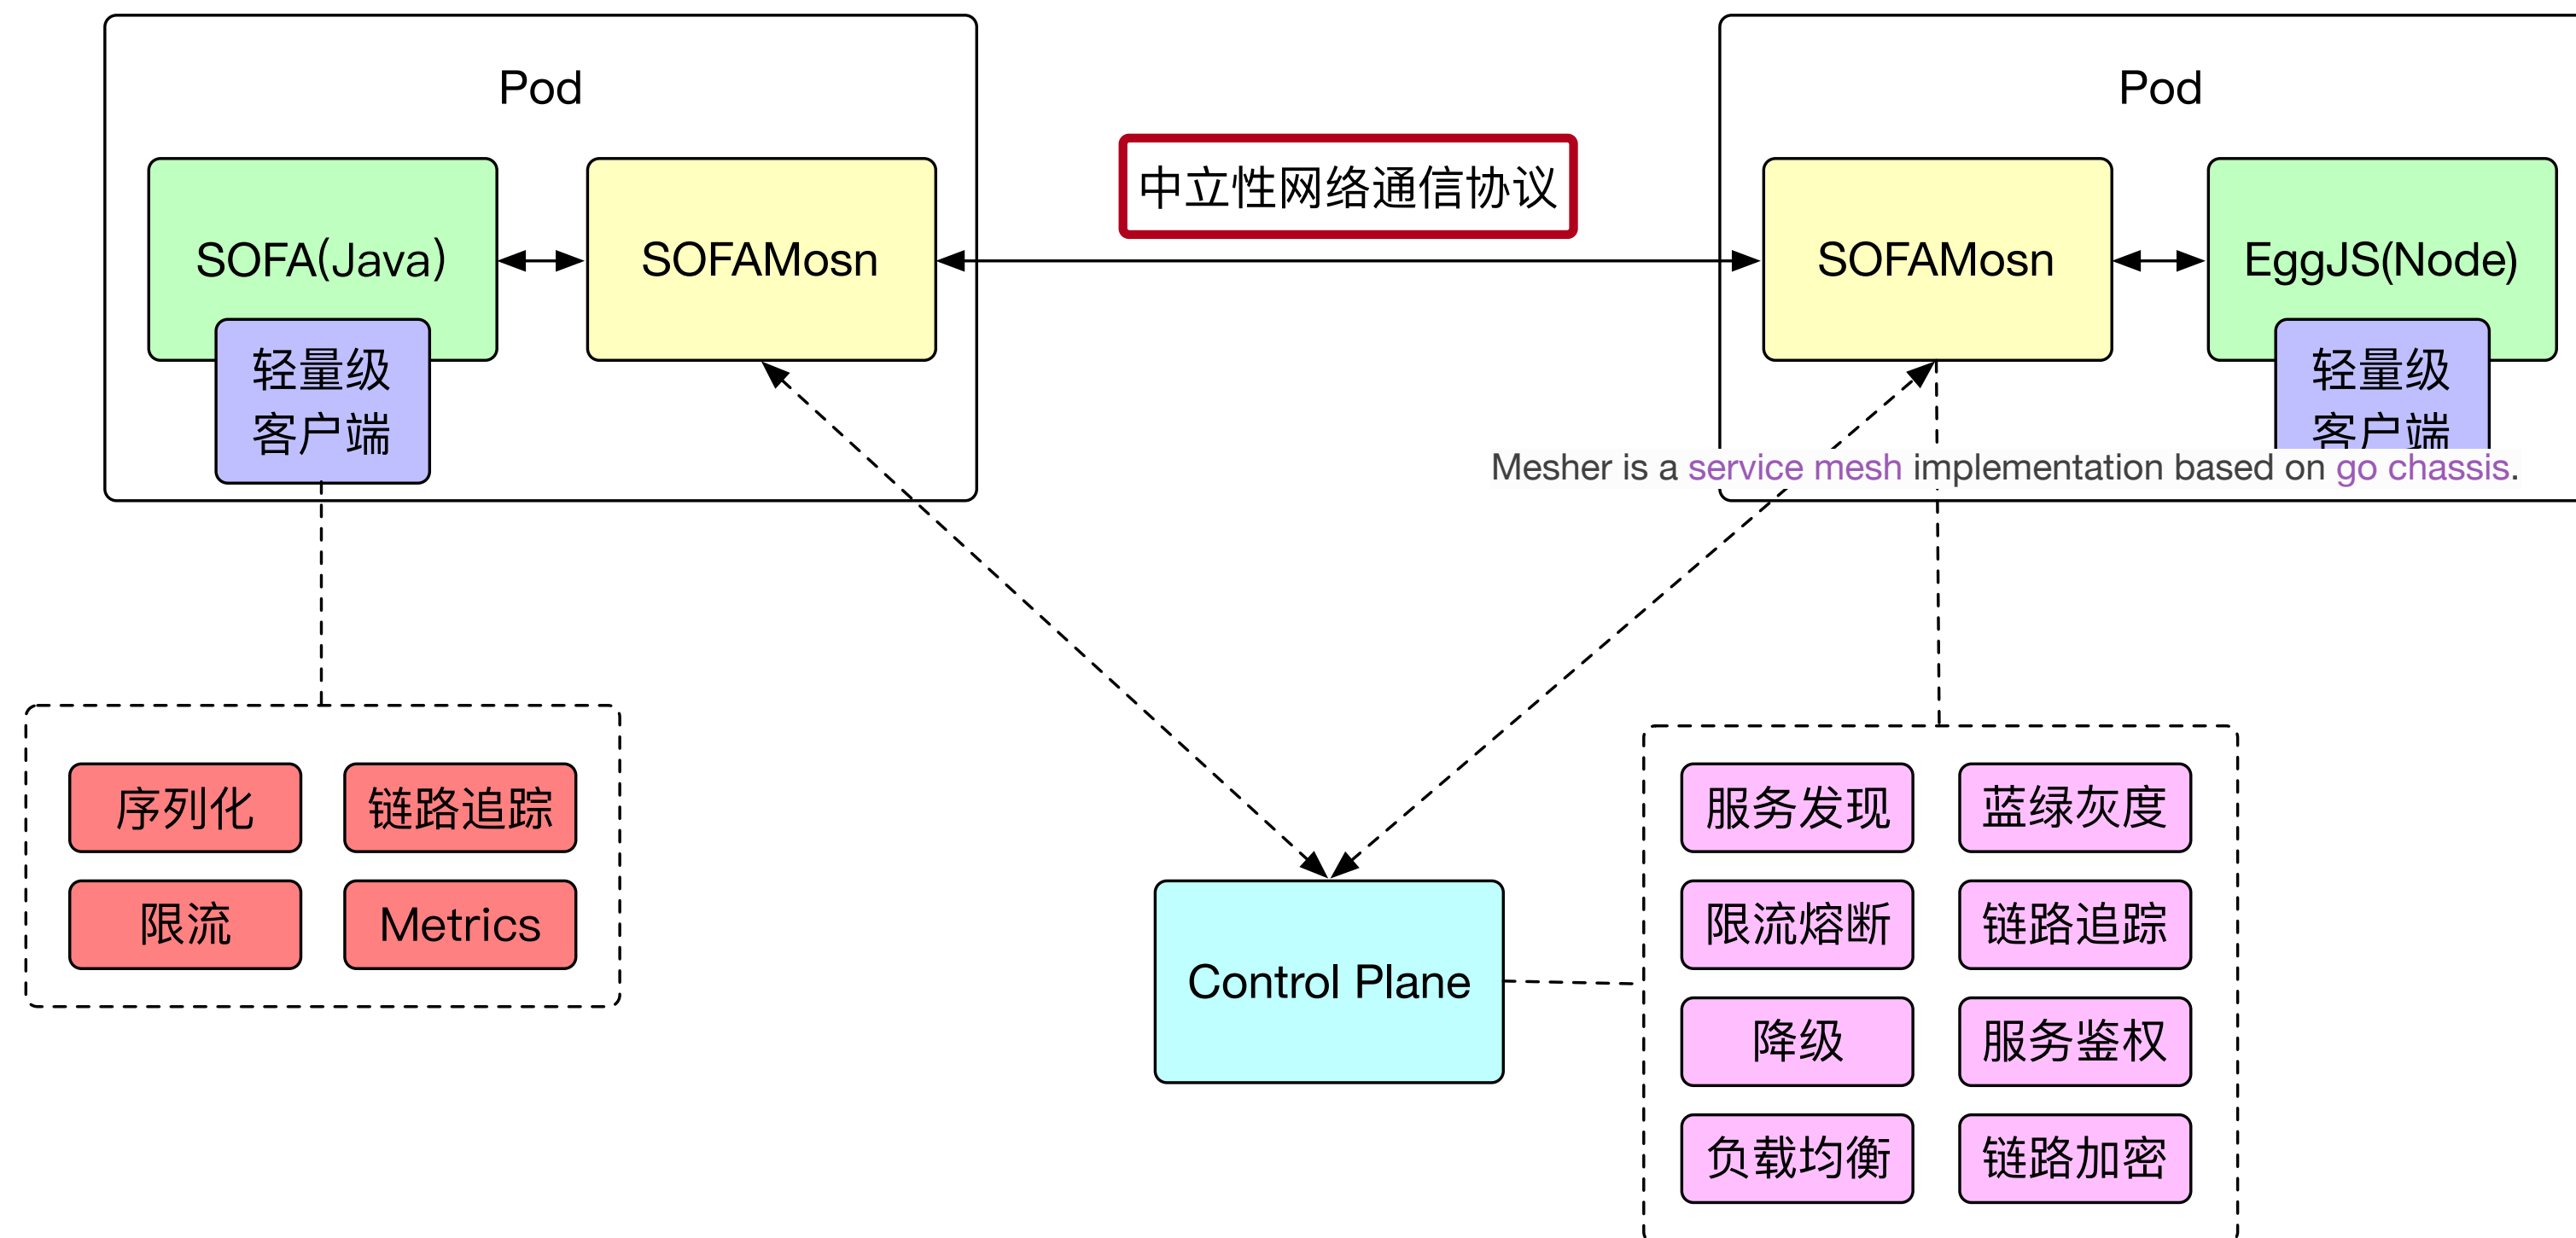 Pod
Pod
中立性网络通信协议
SOFA(Java)
SOFAMosn
SOFAMosn
EggJS(Node)
轻量级
客户端
轻量级
客户端
Mesher is a service mesh implementation based on go chassis.
序列化
链路追踪
限流
Metrics
Control Plane
服务发现
蓝绿灰度
限流熔断
链路追踪
降级
服务鉴权
负载均衡
链路加密